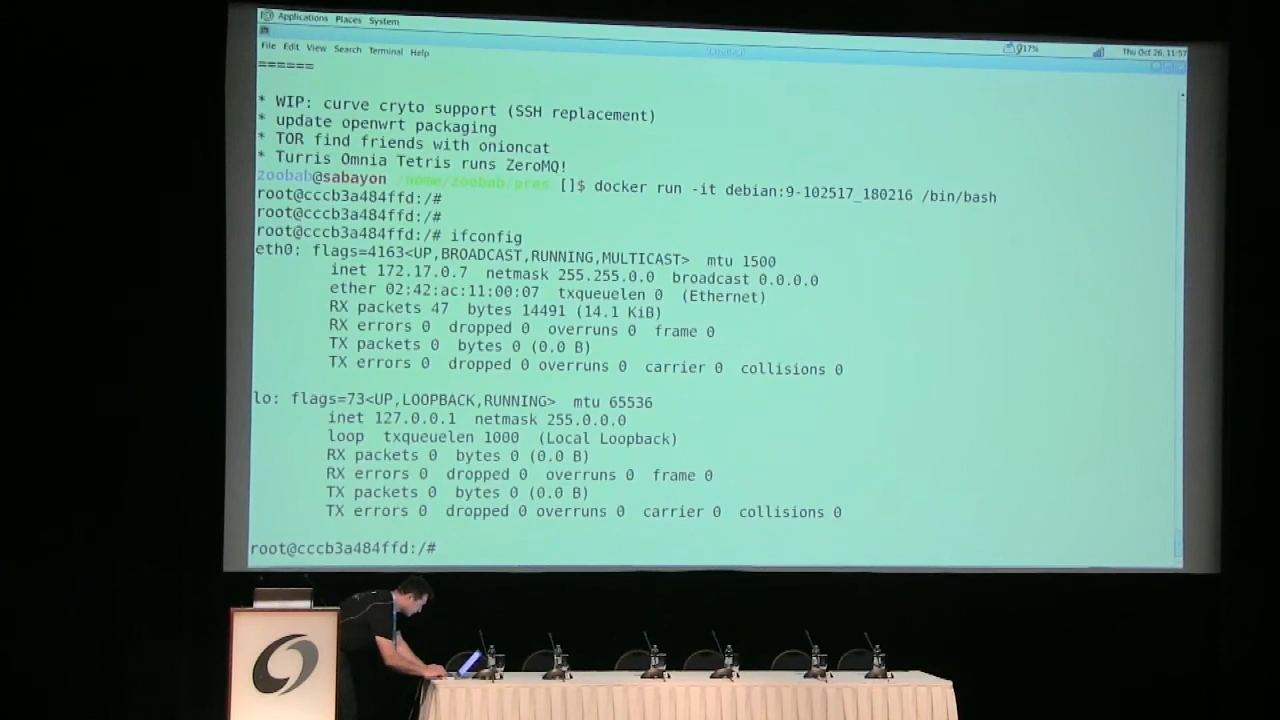 Applications Places System
17% Thu Oct 26, 11:57
File Edit View Search Terminal Help
======
* WIP: curve cryto support (SSH replacement)
* update openwrt packaging
* TOR find friends with onioncat
* Turris Omnia Tetris runs ZeroMQ!
zoobab@sabayon /home/zoobab/pres []$ docker run -it debian:9-102517_180216 /bin/bash
root@cccb3a484ffd:/#
root@cccb3a484ffd:/#
root@cccb3a484ffd:/# ifconfig
eth0: flags=4163<UP,BROADCAST,RUNNING,MULTICAST> mtu 1500
inet 172.17.0.7 netmask 255.255.0.0 broadcast 0.0.0.0
ether 02:42:ac:11:00:07 txqueuelen 0 (Ethernet)
RX packets 47 bytes 14491 (14.1 KiB)
RX errors 0 dropped 0 overruns 0 frame 0
TX packets 0 bytes 0 (0.0 B)
TX errors 0 dropped 0 overruns 0 carrier 0 collisions 0
lo: flags=73<UP,LOOPBACK,RUNNING> mtu 65536
inet 127.0.0.1 netmask 255.0.0.0
loop txqueuelen 1000 (Local Loopback)
RX packets 0 bytes 0 (0.0 B)
RX errors 0 dropped 0 overruns 0 frame 0
TX packets 0 bytes 0 (0.0 B)
TX errors 0 dropped 0 overruns 0 carrier 0 collisions 0
root@cccb3a484ffd:/#